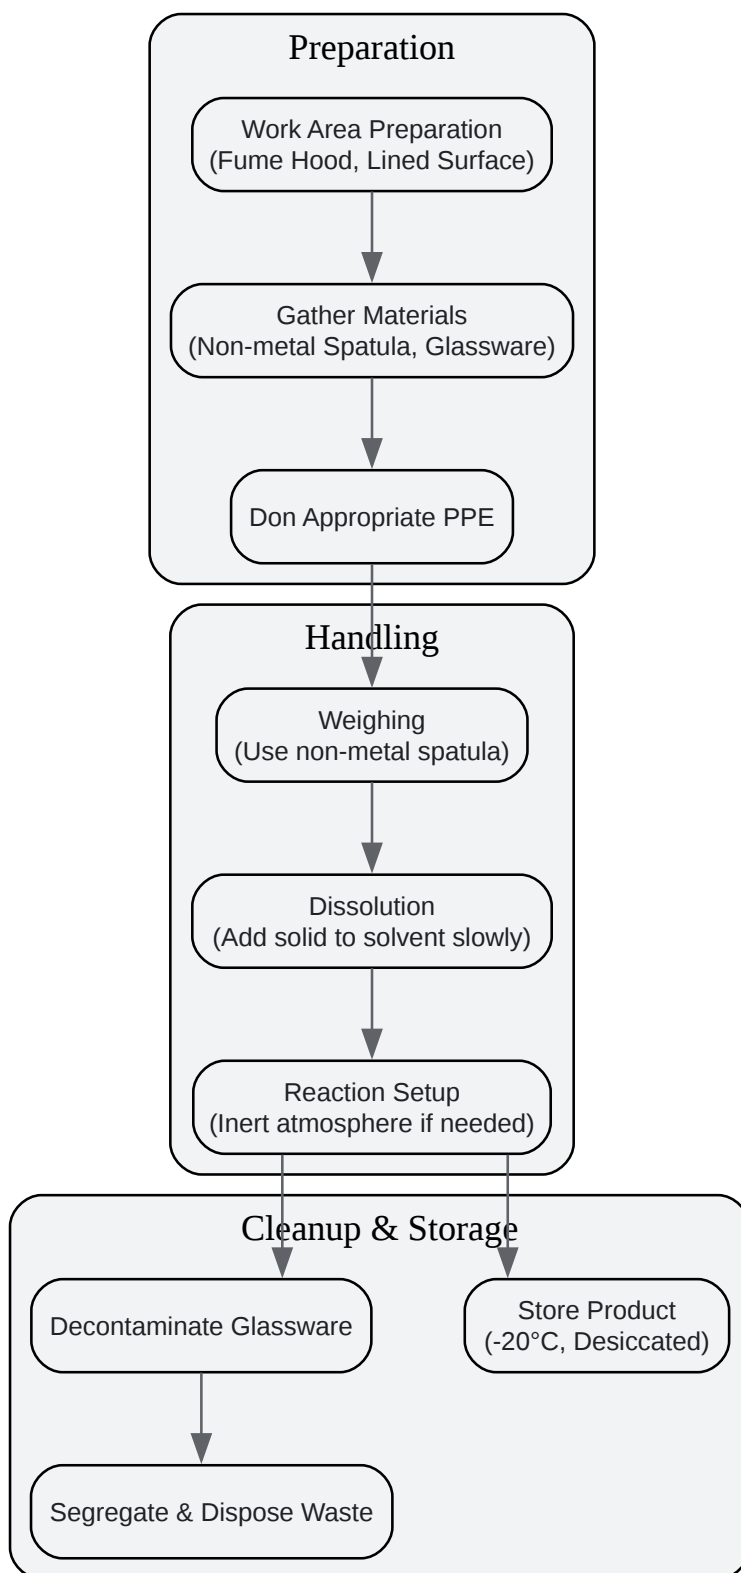 Preparation
Work Area Preparation
(Fume Hood, Lined Surface)
Gather Materials
(Non-metal Spatula, Glassware)
Don Appropriate PPE
Handling
Weighing
(Use non-metal spatula)
Dissolution
(Add solid to solvent slowly)
Reaction Setup
(Inert atmosphere if needed)
Cleanup & Storage
Decontaminate Glassware
Store Product
(-20°C, Desiccated)
Segregate & Dispose Waste